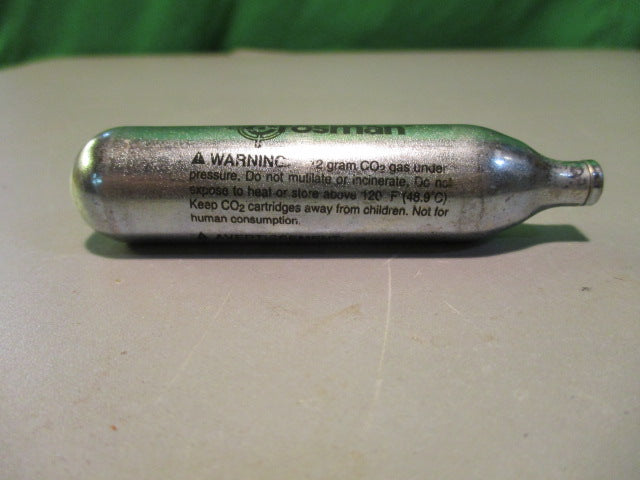 osman
⚠ WARNING 12 gram CO2 gas under
pressure. Do not mutilate or incinerate. Do not
expose to heat or store above 120° F (48.9°C)
Keep CO2 cartridges away from children. Not for
human consumption.